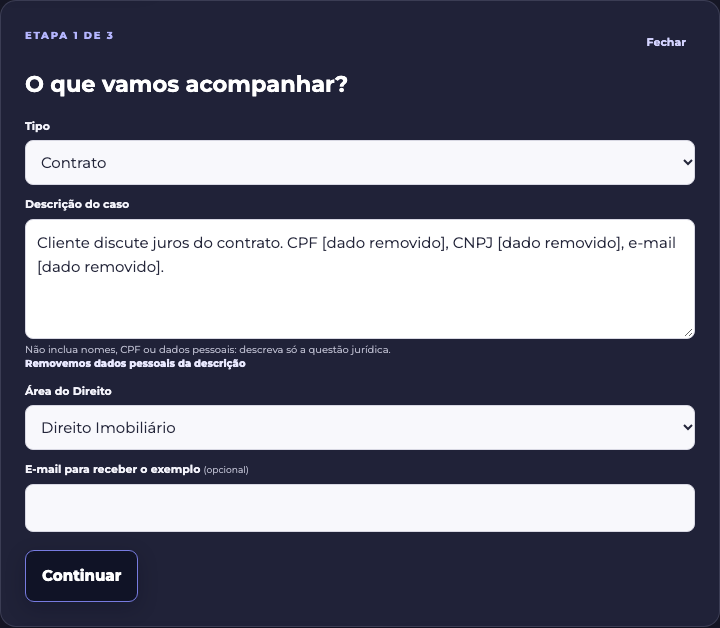 ETAPA 1 DE 3
Fechar
O que vamos acompanhar?
Tipo
Contrato
Descrição do caso
Cliente discute juros do contrato. CPF [dado removido], CNPJ [dado removido], e-mail
[dado removido].
Não inclua nomes, CPF ou dados pessoais: descreva só a questão jurídica.
Removemos dados pessoais da descrição
Área do Direito
Direito Imobiliário
E-mail para receber o exemplo (opcional)
Continuar